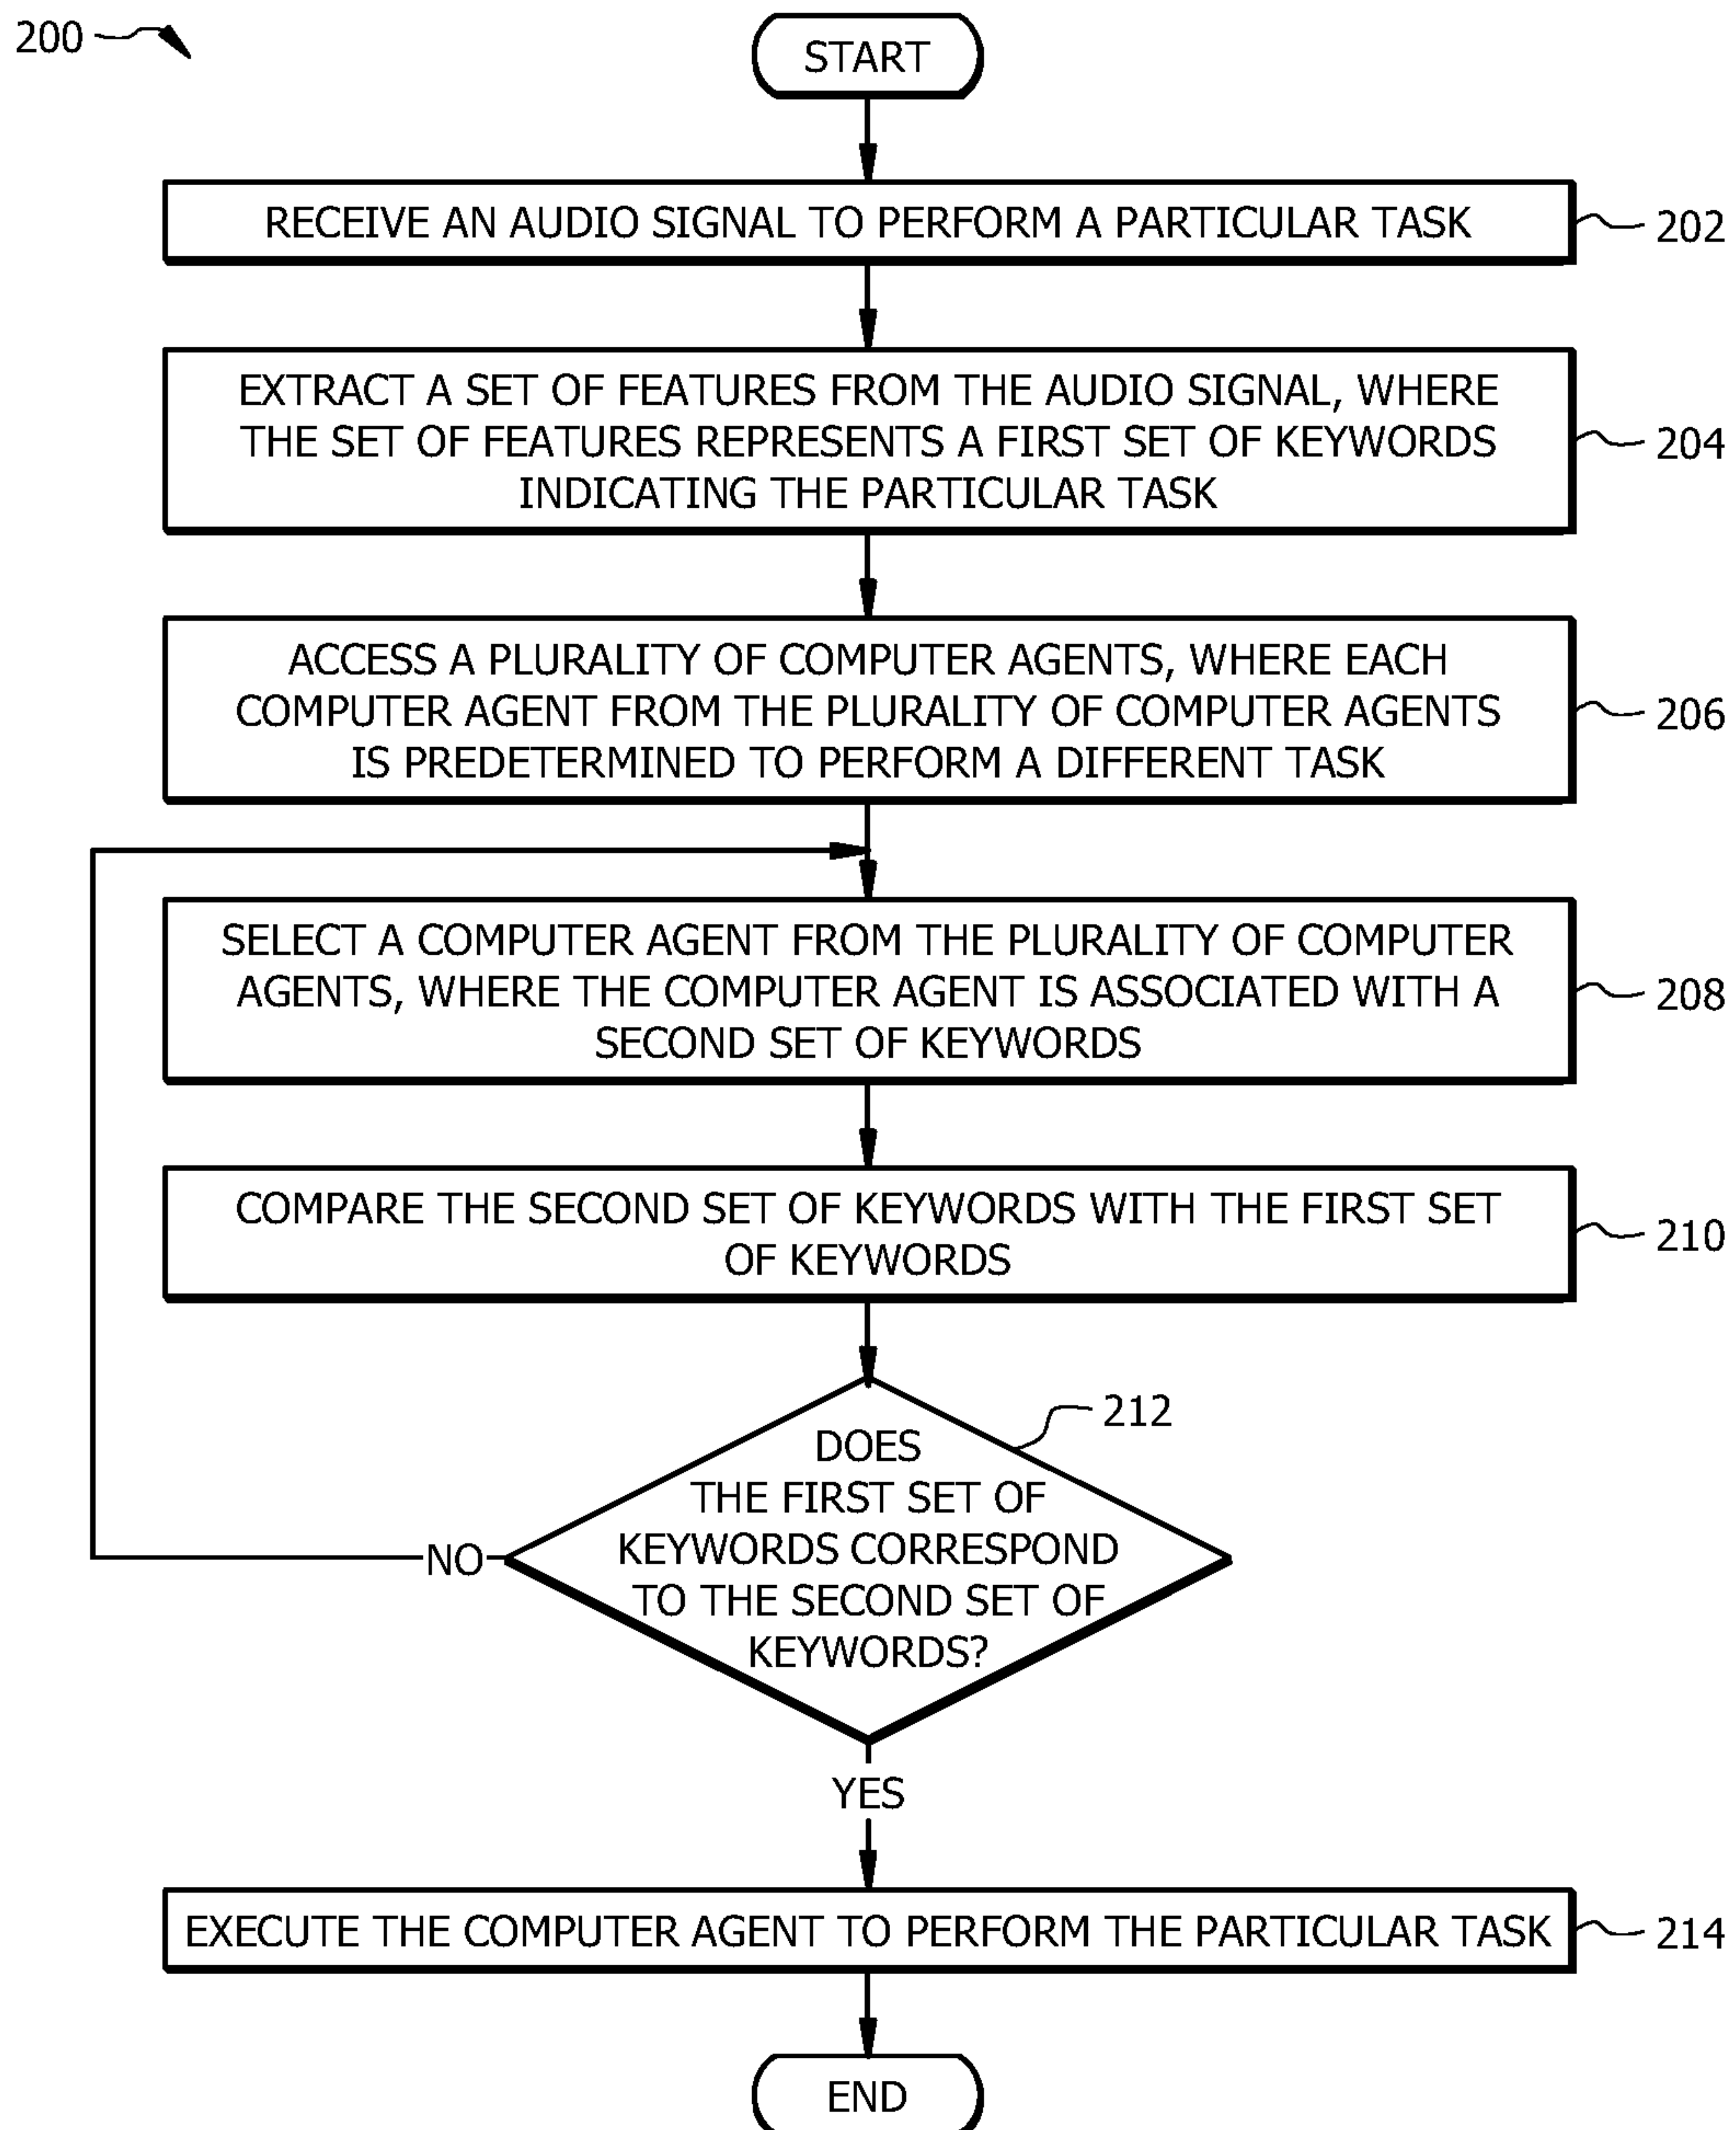 200
START
RECEIVE AN AUDIO SIGNAL TO PERFORM A PARTICULAR TASK
202
EXTRACT A SET OF FEATURES FROM THE AUDIO SIGNAL, WHERE
THE SET OF FEATURES REPRESENTS A FIRST SET OF KEYWORDS
INDICATING THE PARTICULAR TASK
204
ACCESS A PLURALITY OF COMPUTER AGENTS, WHERE EACH
COMPUTER AGENT FROM THE PLURALITY OF COMPUTER AGENTS
IS PREDETERMINED TO PERFORM A DIFFERENT TASK
206
SELECT A COMPUTER AGENT FROM THE PLURALITY OF COMPUTER
AGENTS, WHERE THE COMPUTER AGENT IS ASSOCIATED WITH A
SECOND SET OF KEYWORDS
208
COMPARE THE SECOND SET OF KEYWORDS WITH THE FIRST SET
OF KEYWORDS
210
212
DOES
THE FIRST SET OF
KEYWORDS CORRESPOND
TO THE SECOND SET OF
KEYWORDS?
NO
YES
EXECUTE THE COMPUTER AGENT TO PERFORM THE PARTICULAR TASK
214
END